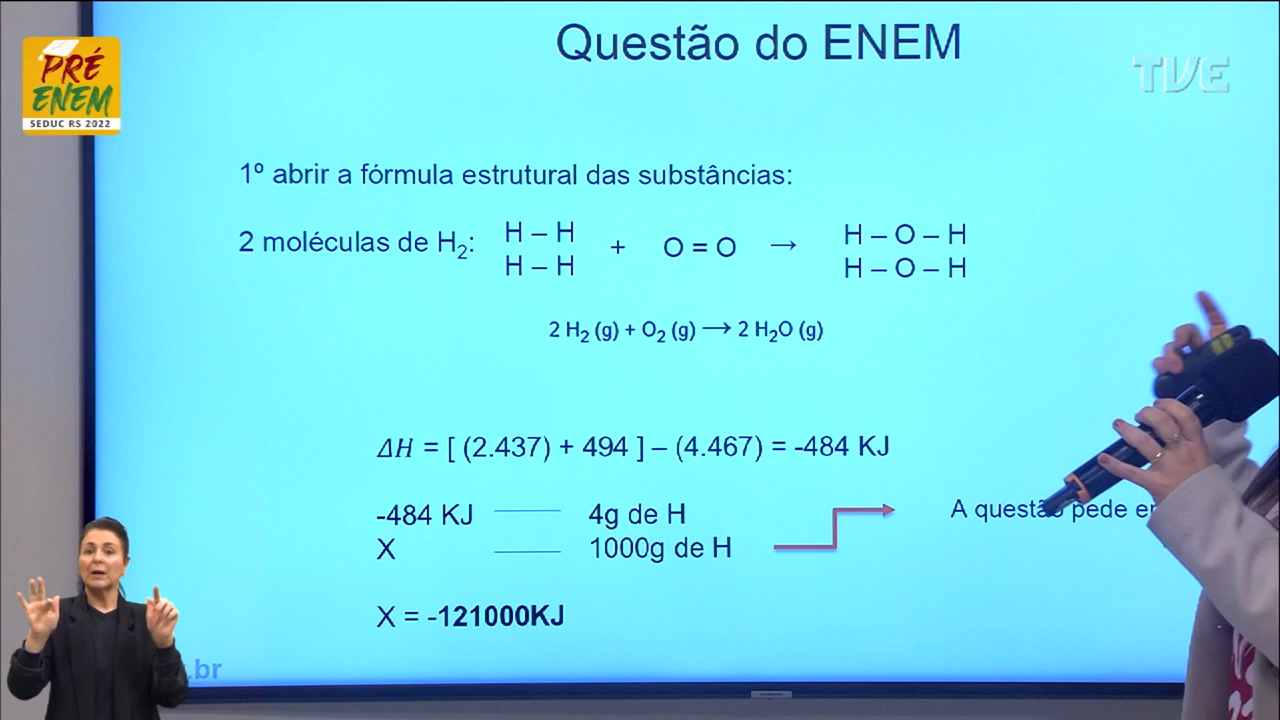 Questão do ENEM
PRÉ
ENEM
SEDUC RS 2022
TVE
1º abrir a fórmula estrutural das substâncias:
2 moléculas de H₂: H – H + O = O → H – O – H
H – H H – O – H
2 H₂ (g) + O₂ (g) ⟶ 2 H₂O (g)
ΔH = [ (2.437) + 494 ] – (4.467) = -484 KJ
-484 KJ 4g de H
A questão pede
X 1000g de H
X = -121000KJ
.br